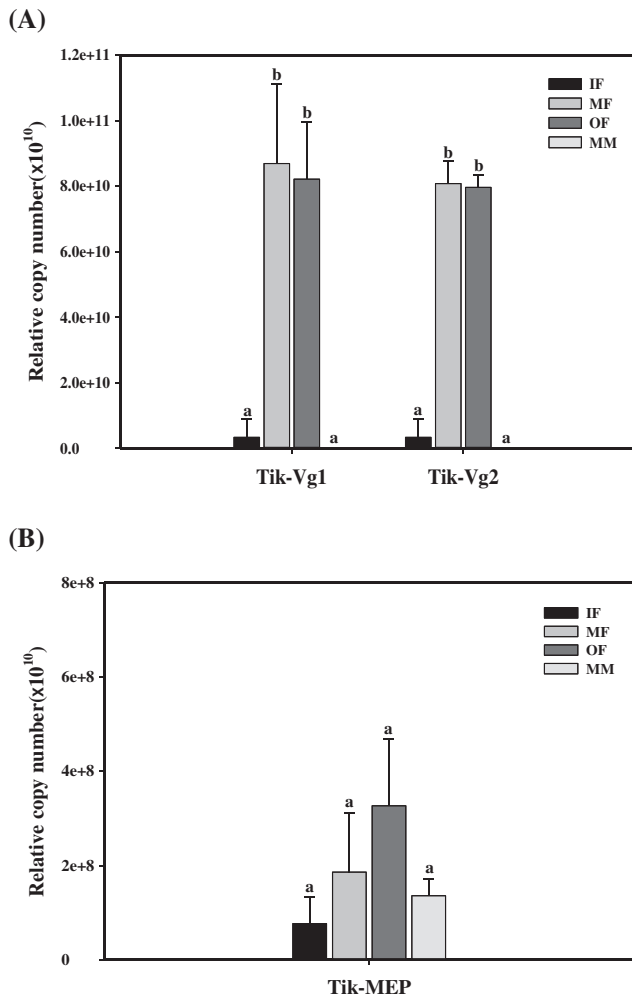 (A)
1.2e+11
1.0e+11
8.0e+10
6.0e+10
4.0e+10
2.0e+10
0.0
Relative copy number(x10¹⁰)
IF
MF
OF
MM
a
b
b
a
a
b
b
a
Tik-Vg1
Tik-Vg2
(B)
8e+8
6e+8
4e+8
2e+8
0
Relative copy number(x10¹⁰)
IF
MF
OF
MM
a
a
a
a
Tik-MEP